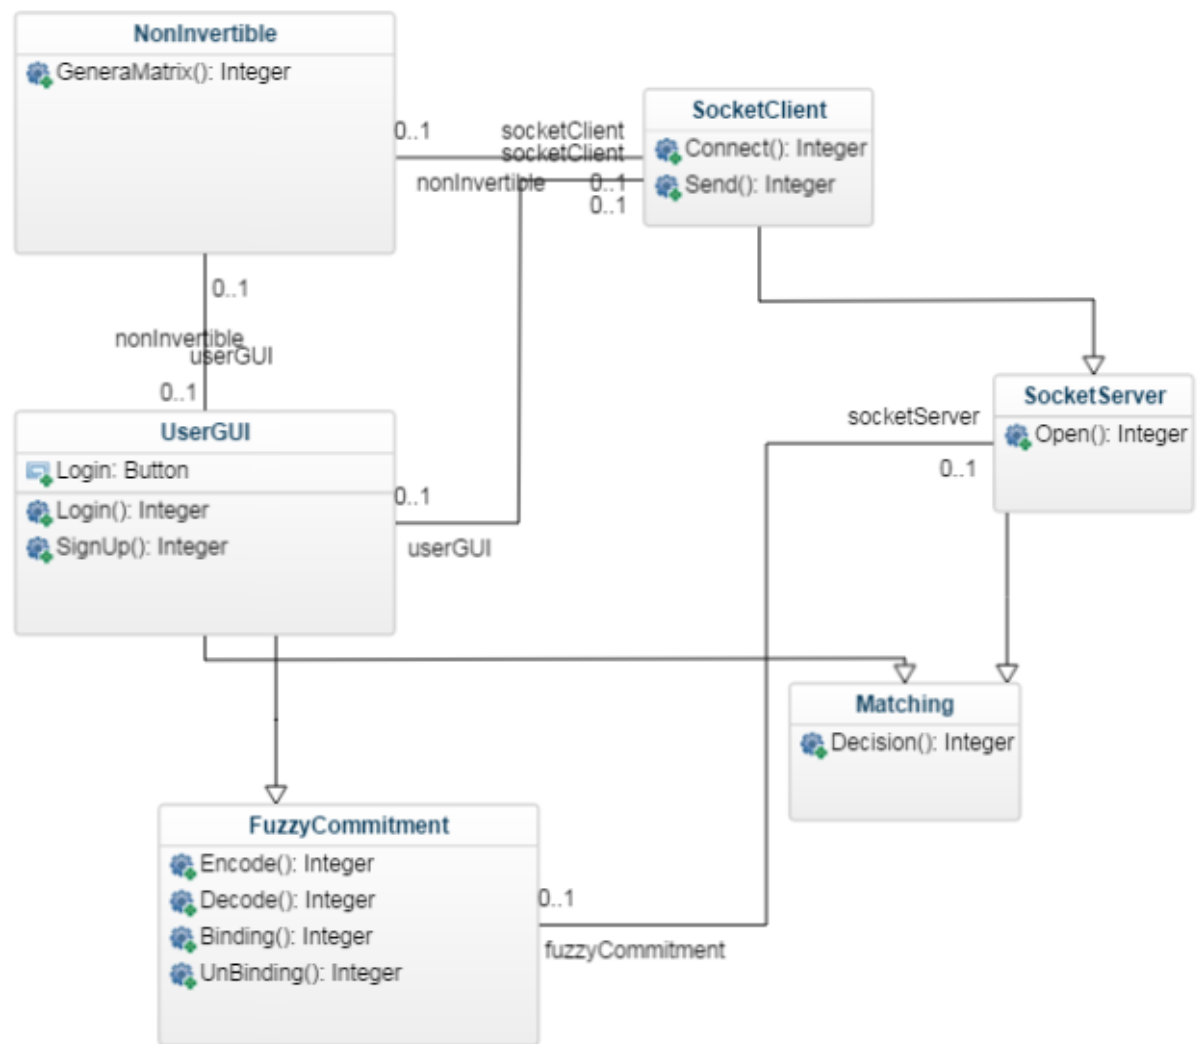 NonInvertible
GeneraMatrix(): Integer
0..1
socketClient
socketClient
nonInvertible
0..1
0..1
SocketClient
Connect(): Integer
Send(): Integer
0..1
nonInvertible
userGUI
0..1
UserGUI
Login: Button
Login(): Integer
SignUp(): Integer
0..1
userGUI
SocketServer
Open(): Integer
socketServer
0..1
Matching
Decision(): Integer
FuzzyCommitment
Encode(): Integer
Decode(): Integer
Binding(): Integer
UnBinding(): Integer
0..1
fuzzyCommitment